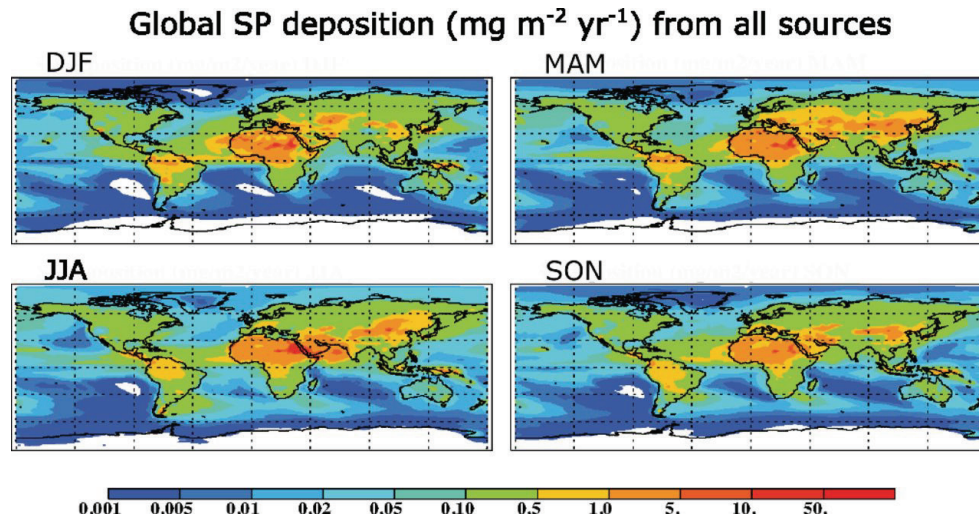 Global SP deposition (mg m⁻² yr⁻¹) from all sources
DJF
MAM
JJA
SON
0.001 0.005 0.01 0.02 0.05 0.10 0.5 1.0 5. 10. 50.